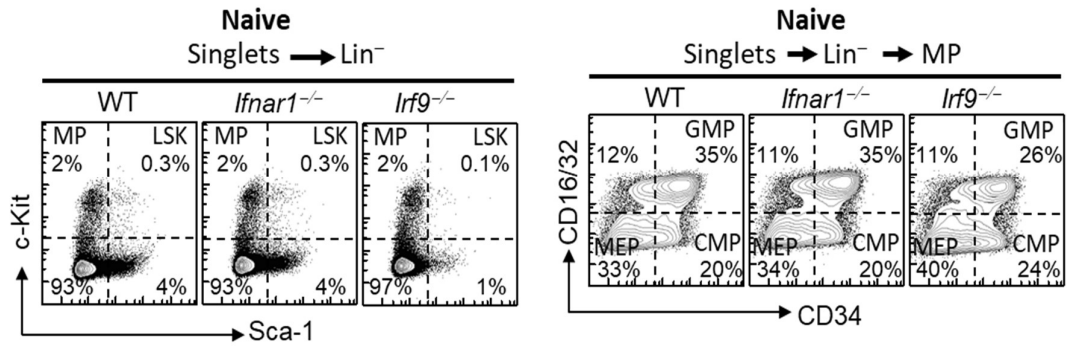 Naive
Singlets → Lin⁻
WT
Ifnar1⁻/⁻
Irf9⁻/⁻
MP LSK
2% 0.3%
93% 4%
MP LSK
2% 0.3%
93% 4%
MP LSK
2% 0.1%
97% 1%
c-Kit
Sca-1
Naive
Singlets → Lin⁻ → MP
WT
Ifnar1⁻/⁻
Irf9⁻/⁻
GMP
12% 35%
MEP CMP
33% 20%
GMP
11% 35%
MEP CMP
34% 20%
GMP
11% 26%
MEP CMP
40% 24%
CD16/32
CD34